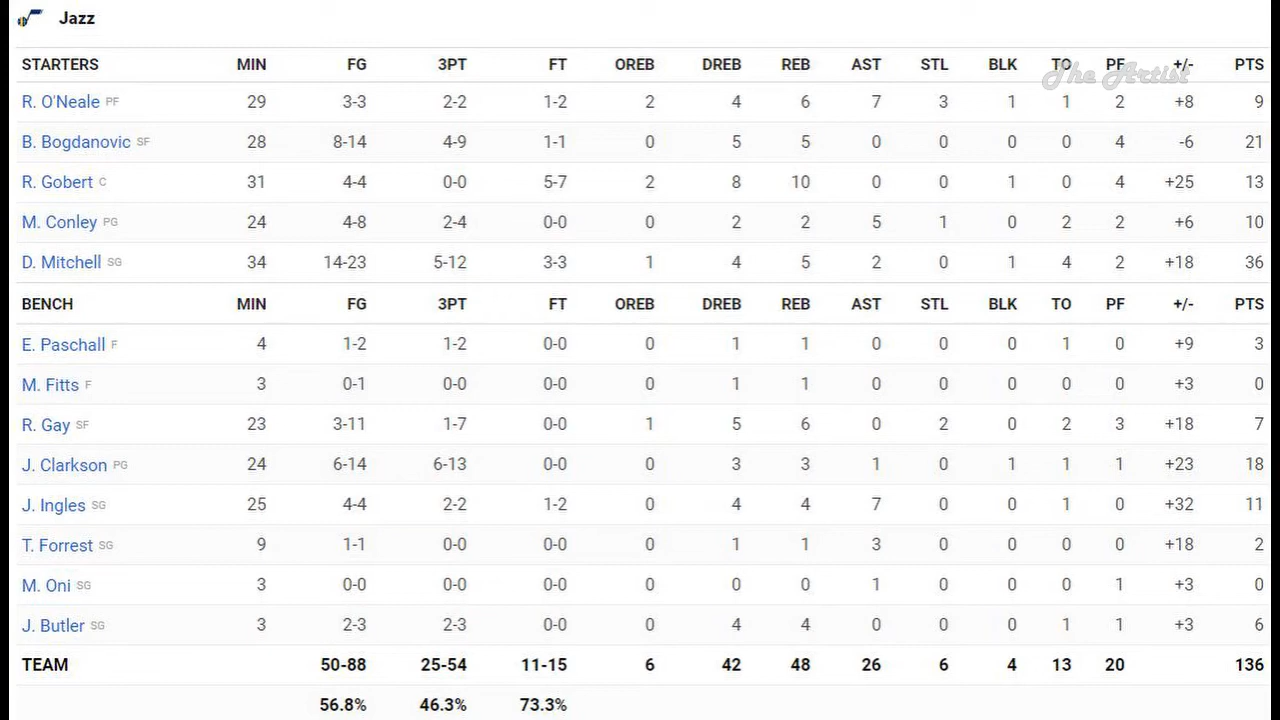 Jazz
The Artist
STARTERS MIN FG 3PT FT OREB DREB REB AST STL BLK TO PF +/- PTS
R. O'Neale PF 29 3-3 2-2 1-2 2 4 6 7 3 1 1 2 +8 9
B. Bogdanovic SF 28 8-14 4-9 1-1 0 5 5 0 0 0 0 4 -6 21
R. Gobert C 31 4-4 0-0 5-7 2 8 10 0 0 1 0 4 +25 13
M. Conley PG 24 4-8 2-4 0-0 0 2 2 5 1 0 2 2 +6 10
D. Mitchell SG 34 14-23 5-12 3-3 1 4 5 2 0 1 4 2 +18 36
BENCH MIN FG 3PT FT OREB DREB REB AST STL BLK TO PF +/- PTS
E. Paschall F 4 1-2 1-2 0-0 0 1 1 0 0 0 1 0 +9 3
M. Fitts F 3 0-1 0-0 0-0 0 1 1 0 0 0 0 0 +3 0
R. Gay SF 23 3-11 1-7 0-0 1 5 6 0 2 0 2 3 +18 7
J. Clarkson PG 24 6-14 6-13 0-0 0 3 3 1 0 1 1 1 +23 18
J. Ingles SG 25 4-4 2-2 1-2 0 4 4 7 0 0 1 0 +32 11
T. Forrest SG 9 1-1 0-0 0-0 0 1 1 3 0 0 0 0 +18 2
M. Oni SG 3 0-0 0-0 0-0 0 0 0 1 0 0 0 1 +3 0
J. Butler SG 3 2-3 2-3 0-0 0 4 4 0 0 0 1 1 +3 6
TEAM 50-88 25-54 11-15 6 42 48 26 6 4 13 20 136
56.8% 46.3% 73.3%